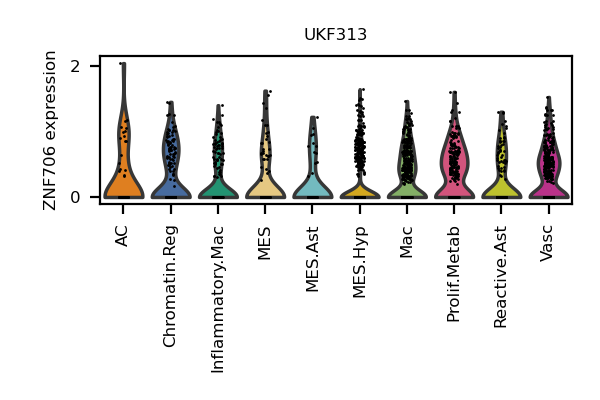 UKF313
ZNF706 expression
2
0
AC
Chromatin.Reg
Inflammatory.Mac
MES
MES.Ast
MES.Hyp
Mac
Prolif.Metab
Reactive.Ast
Vasc